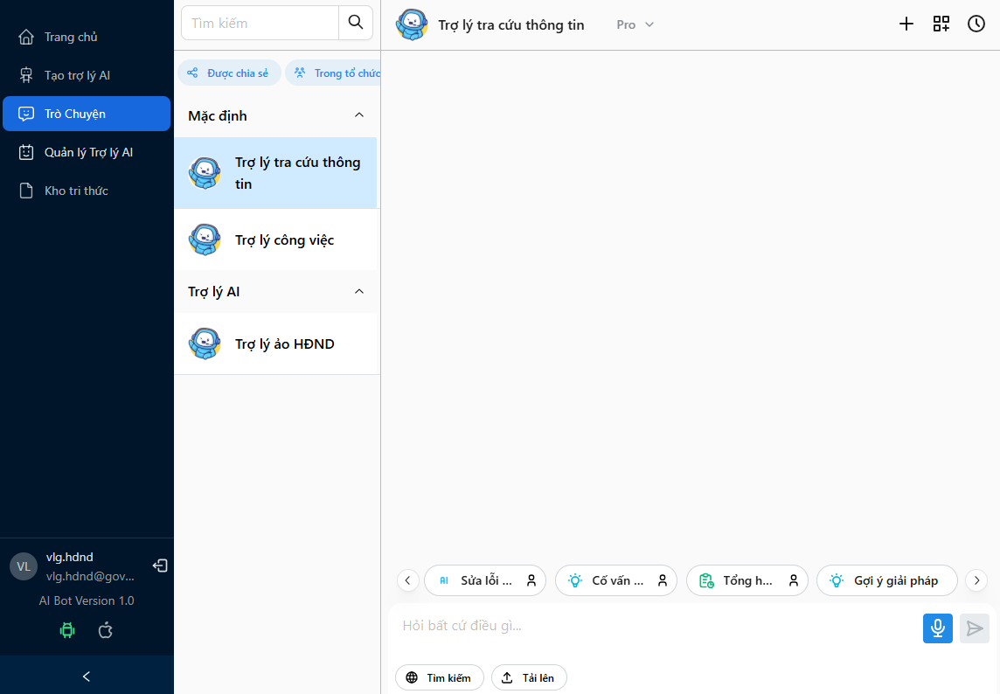 Trang chủ
Tạo trợ lý AI
Trò Chuyện
Quản lý Trợ lý AI
Kho tri thức
VL
vlg.hdnd
vlg.hdnd@gov...
AI Bot Version 1.0
Tìm kiếm
Được chia sẻ
Trong tổ chức
Mặc định
Trợ lý tra cứu thông
tin
Trợ lý công việc
Trợ lý AI
Trợ lý ảo HĐND
Trợ lý tra cứu thông tin
Pro
AI Sửa lỗi ...
Cố vấn ...
Tổng h...
Gợi ý giải pháp
Hỏi bất cứ điều gì...
Tìm kiếm
Tải lên